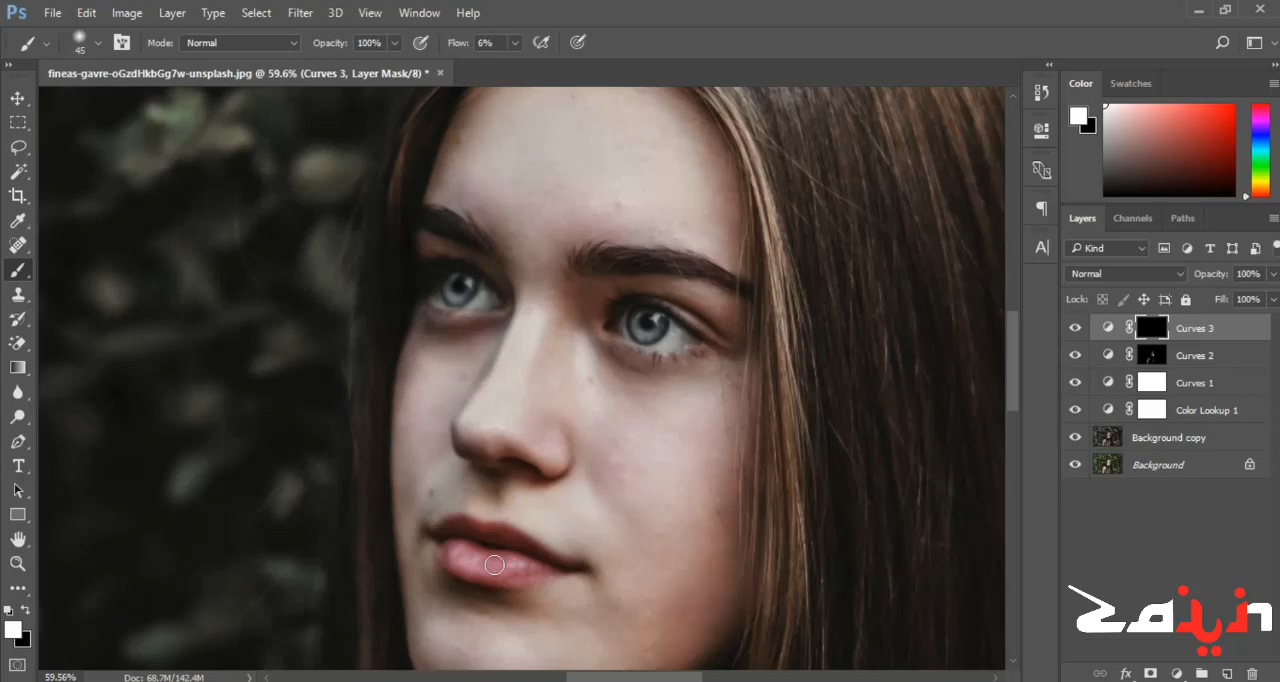 Ps File Edit Image Layer Type Select Filter 3D View Window Help
45 Mode: Normal Opacity: 100% Flow: 6%
fineas-gavre-oGzdHkbGg7w-unsplash.jpg @ 59.6% (Curves 3, Layer Mask/8) * ×
Color Swatches
Layers Channels Paths
Kind
Normal Opacity: 100%
Lock: Fill: 100%
Curves 3
Curves 2
Curves 1
Color Lookup 1
Background copy
Background
59.56% Doc: 68.7M/142.4M
fx